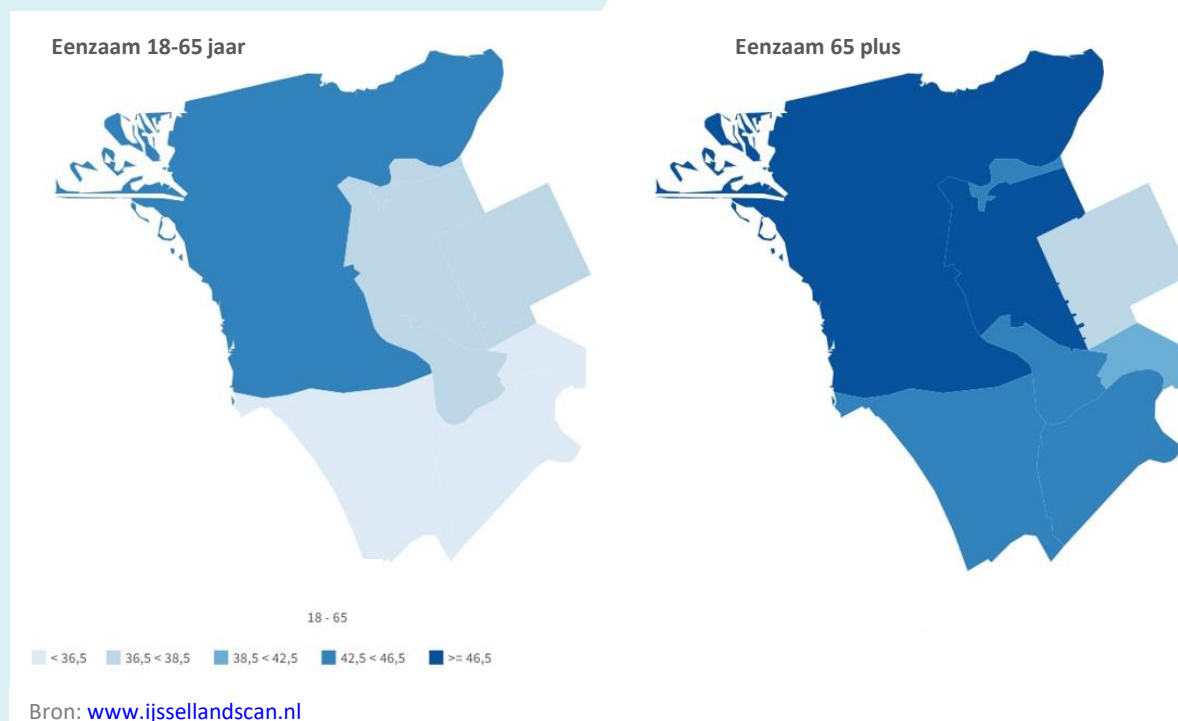 Eenzaam 18-65 jaar
Eenzaam 65 plus
18 - 65
< 36,5 36,5 < 38,5 38,5 < 42,5 42,5 < 46,5 >= 46,5
Bron: www.ijssellandscan.nl